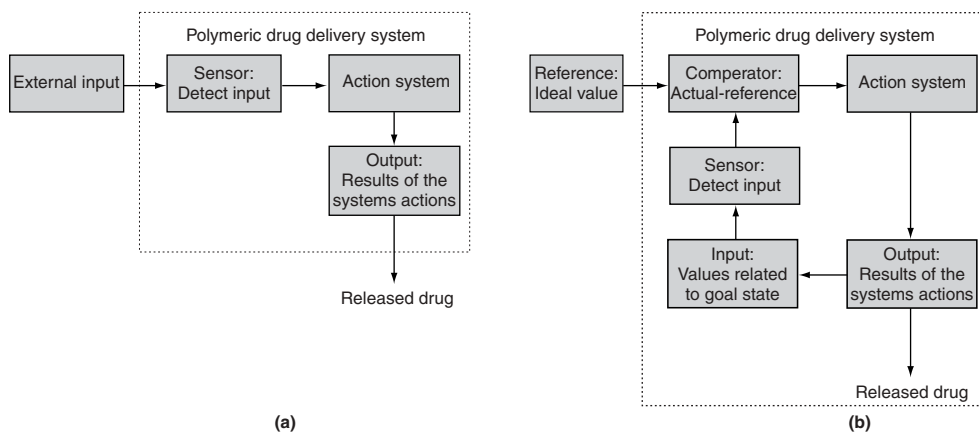 Polymeric drug delivery system
External input
Sensor:
Detect input
Action system
Output:
Results of the
systems actions
Released drug
(a)
Polymeric drug delivery system
Reference:
Ideal value
Comperator:
Actual-reference
Action system
Sensor:
Detect input
Input:
Values related
to goal state
Output:
Results of the
systems actions
Released drug
(b)